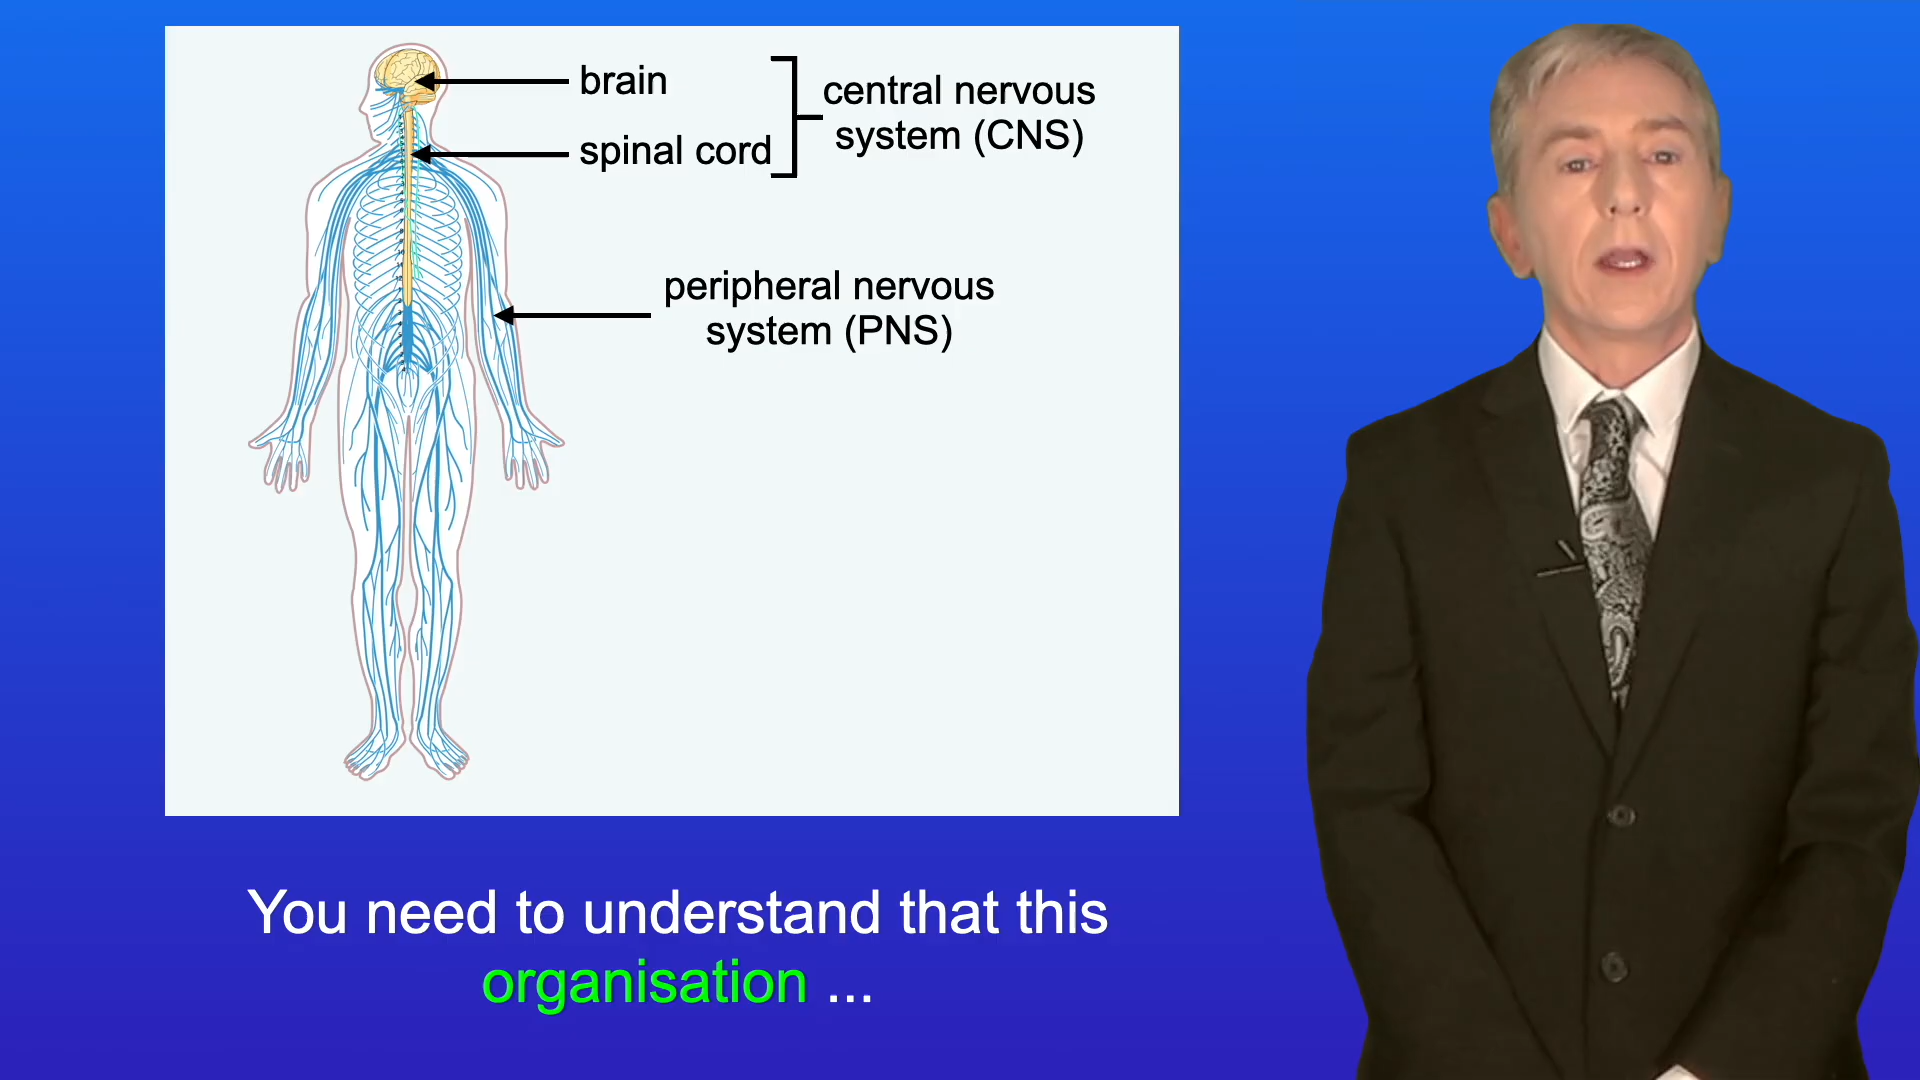 brain
spinal cord
central nervous
system (CNS)
peripheral nervous
system (PNS)
You need to understand that this
organisation ...